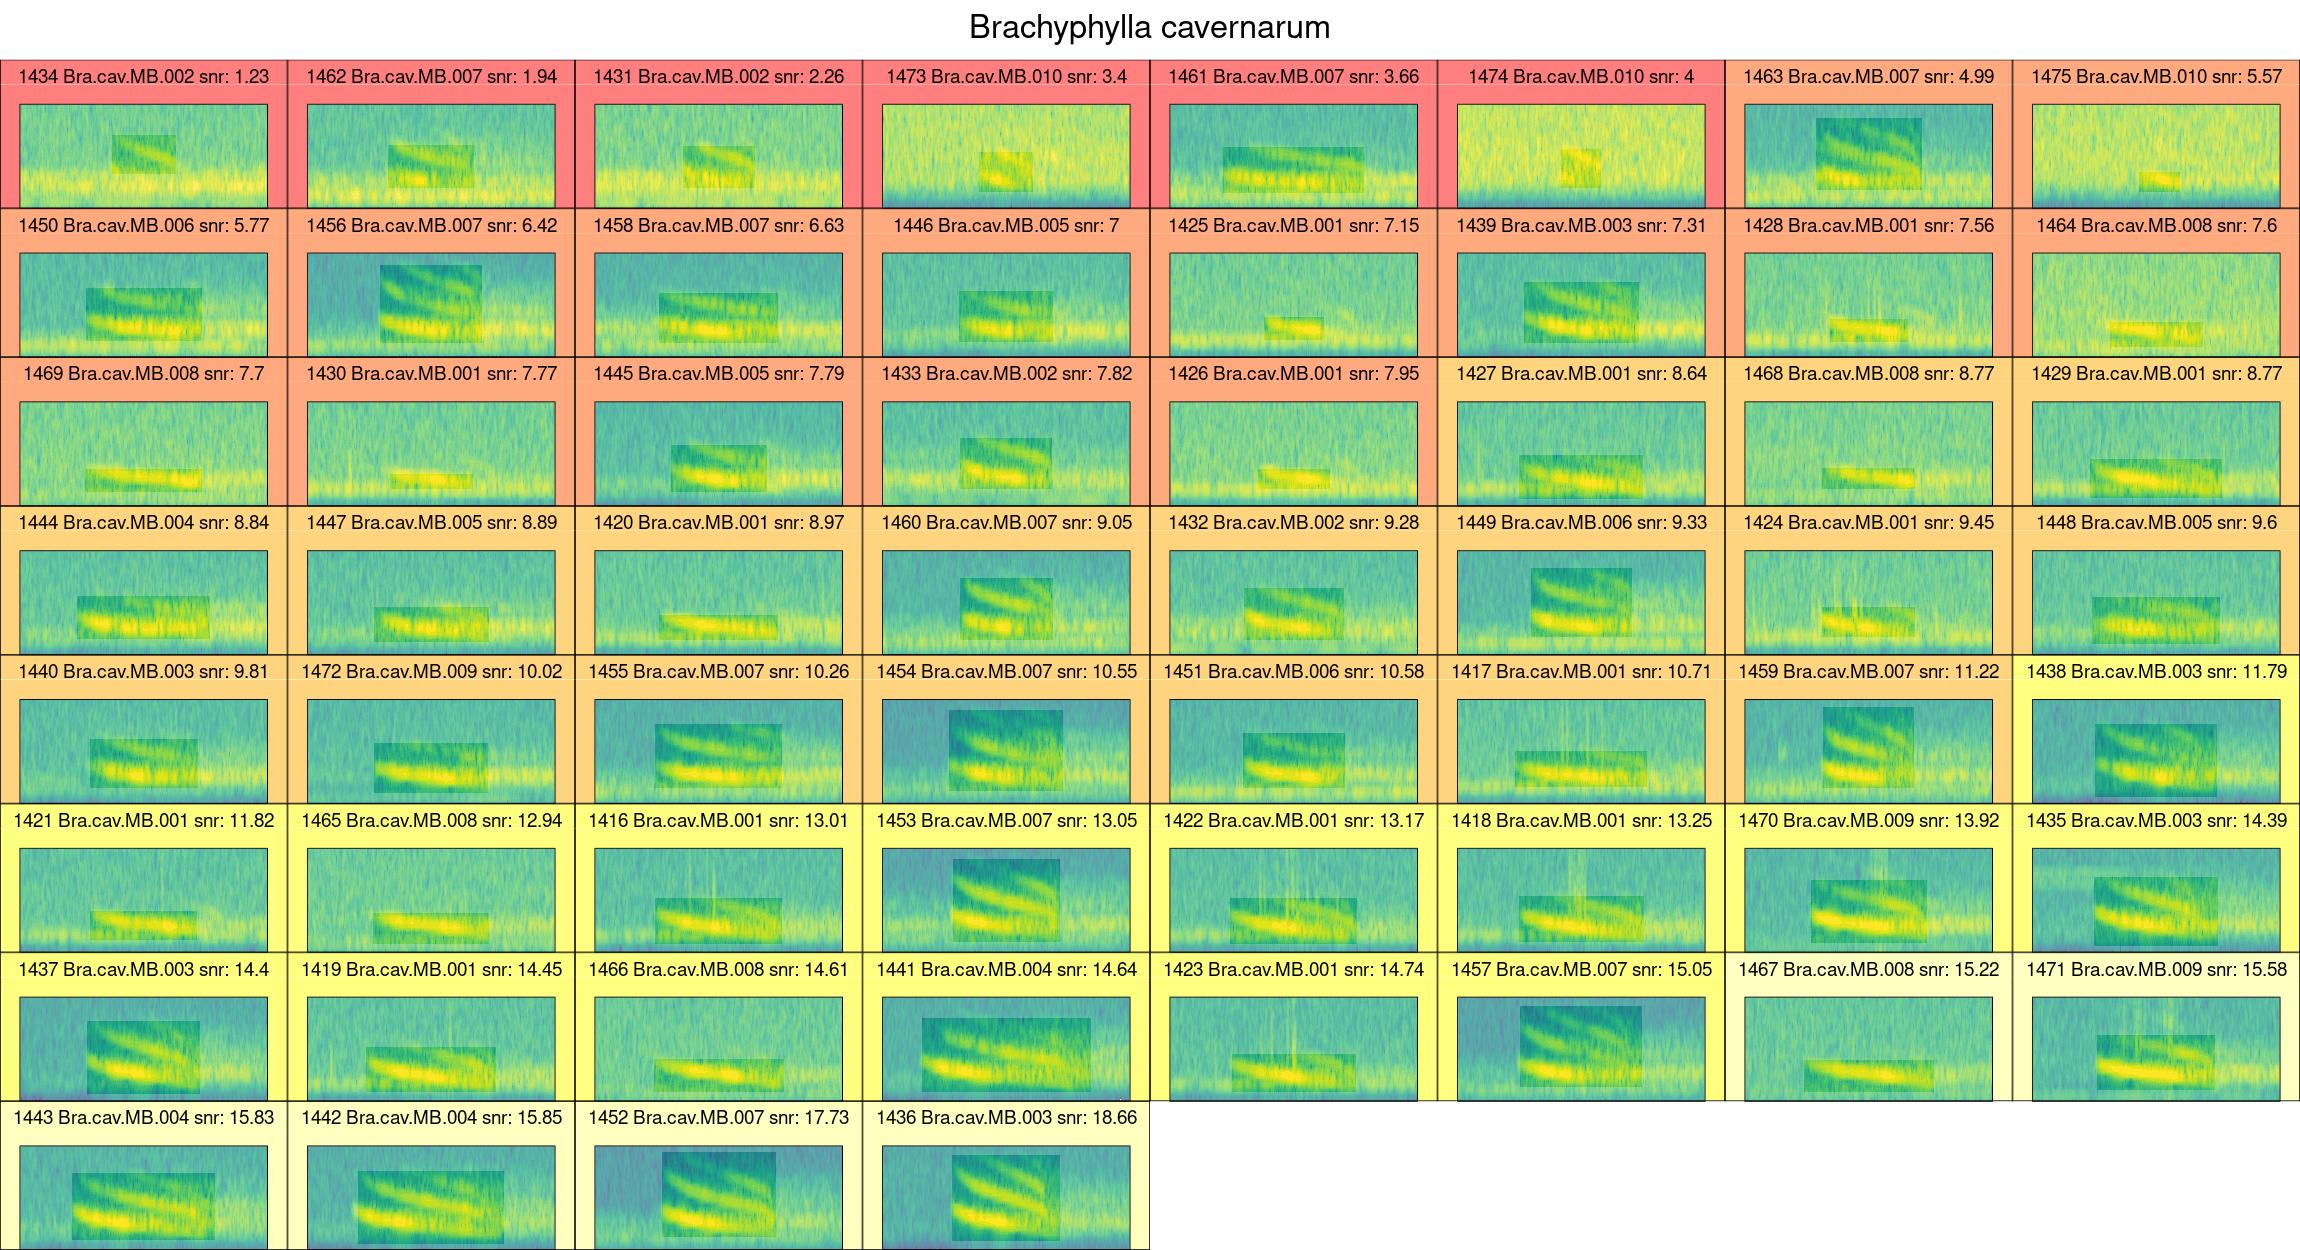 Brachyphylla cavernarum
1434 Bra.cav.MB.002 snr: 1.23
1462 Bra.cav.MB.007 snr: 1.94
1431 Bra.cav.MB.002 snr: 2.26
1473 Bra.cav.MB.010 snr: 3.4
1461 Bra.cav.MB.007 snr: 3.66
1474 Bra.cav.MB.010 snr: 4
1463 Bra.cav.MB.007 snr: 4.99
1475 Bra.cav.MB.010 snr: 5.57
1450 Bra.cav.MB.006 snr: 5.77
1456 Bra.cav.MB.007 snr: 6.42
1458 Bra.cav.MB.007 snr: 6.63
1446 Bra.cav.MB.005 snr: 7
1425 Bra.cav.MB.001 snr: 7.15
1439 Bra.cav.MB.003 snr: 7.31
1428 Bra.cav.MB.001 snr: 7.56
1464 Bra.cav.MB.008 snr: 7.6
1469 Bra.cav.MB.008 snr: 7.7
1430 Bra.cav.MB.001 snr: 7.77
1445 Bra.cav.MB.005 snr: 7.79
1433 Bra.cav.MB.002 snr: 7.82
1426 Bra.cav.MB.001 snr: 7.95
1427 Bra.cav.MB.001 snr: 8.64
1468 Bra.cav.MB.008 snr: 8.77
1429 Bra.cav.MB.001 snr: 8.77
1444 Bra.cav.MB.004 snr: 8.84
1447 Bra.cav.MB.005 snr: 8.89
1420 Bra.cav.MB.001 snr: 8.97
1460 Bra.cav.MB.007 snr: 9.05
1432 Bra.cav.MB.002 snr: 9.28
1449 Bra.cav.MB.006 snr: 9.33
1424 Bra.cav.MB.001 snr: 9.45
1448 Bra.cav.MB.005 snr: 9.6
1440 Bra.cav.MB.003 snr: 9.81
1472 Bra.cav.MB.009 snr: 10.02
1455 Bra.cav.MB.007 snr: 10.26
1454 Bra.cav.MB.007 snr: 10.55
1451 Bra.cav.MB.006 snr: 10.58
1417 Bra.cav.MB.001 snr: 10.71
1459 Bra.cav.MB.007 snr: 11.22
1438 Bra.cav.MB.003 snr: 11.79
1421 Bra.cav.MB.001 snr: 11.82
1465 Bra.cav.MB.008 snr: 12.94
1416 Bra.cav.MB.001 snr: 13.01
1453 Bra.cav.MB.007 snr: 13.05
1422 Bra.cav.MB.001 snr: 13.17
1418 Bra.cav.MB.001 snr: 13.25
1470 Bra.cav.MB.009 snr: 13.92
1435 Bra.cav.MB.003 snr: 14.39
1437 Bra.cav.MB.003 snr: 14.4
1419 Bra.cav.MB.001 snr: 14.45
1466 Bra.cav.MB.008 snr: 14.61
1441 Bra.cav.MB.004 snr: 14.64
1423 Bra.cav.MB.001 snr: 14.74
1457 Bra.cav.MB.007 snr: 15.05
1467 Bra.cav.MB.008 snr: 15.22
1471 Bra.cav.MB.009 snr: 15.58
1443 Bra.cav.MB.004 snr: 15.83
1442 Bra.cav.MB.004 snr: 15.85
1452 Bra.cav.MB.007 snr: 17.73
1436 Bra.cav.MB.003 snr: 18.66